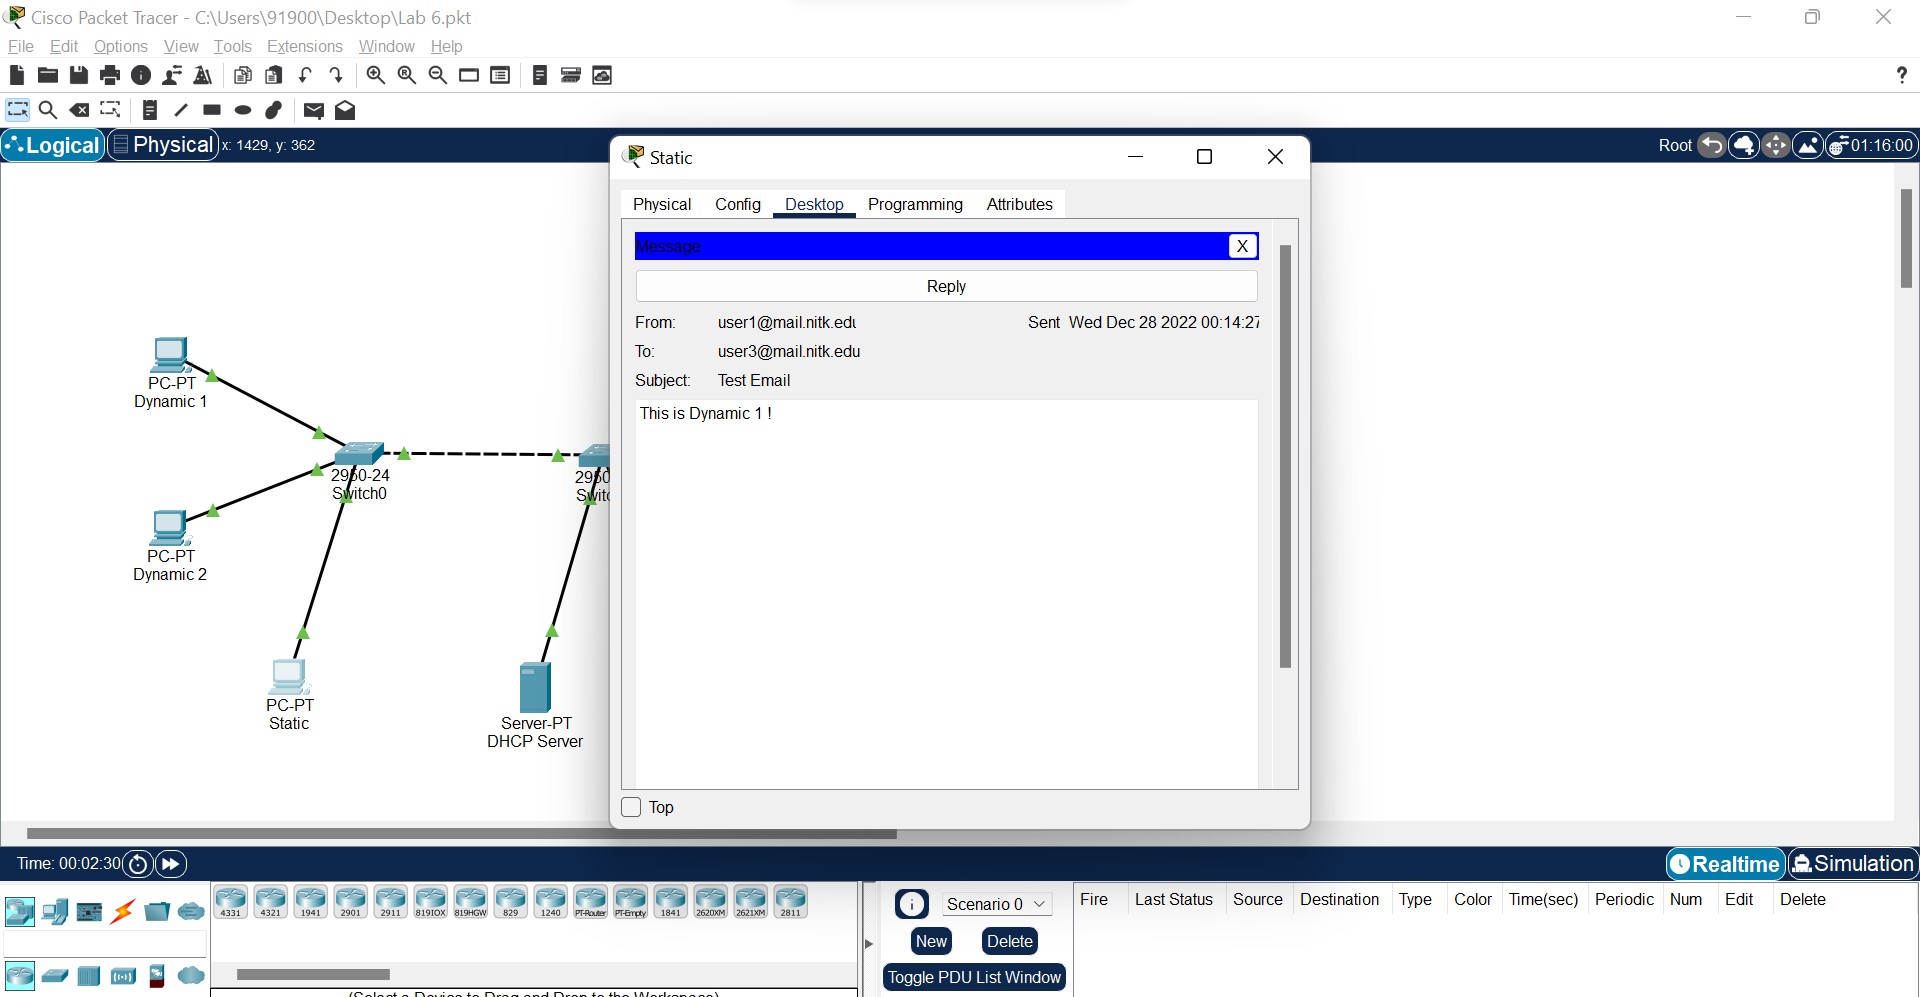 Cisco Packet Tracer - C:\Users\91900\Desktop\Lab 6.pkt
File Edit Options View Tools Extensions Window Help
?
Logical Physical x: 1429, y: 362
Root 01:16:00
Static
Physical Config Desktop Programming Attributes
Message X
Reply
From: user1@mail.nitk.edu Sent Wed Dec 28 2022 00:14:27
To: user3@mail.nitk.edu
Subject: Test Email
This is Dynamic 1 !
Top
PC-PT
Dynamic 1
2950-24
Switch0
2950
Switc
PC-PT
Dynamic 2
PC-PT
Static
Server-PT
DHCP Server
Time: 00:02:30
Realtime Simulation
4331 4321 1941 2901 2911 819IOX 819HGW 829 1240 PT-Router PT-Empty 1841 2620XM 2621XM 2811
Scenario 0
New Delete
Toggle PDU List Window
Fire Last Status Source Destination Type Color Time(sec) Periodic Num Edit Delete
(Select a Device to Drag and Drop to the Workspace)